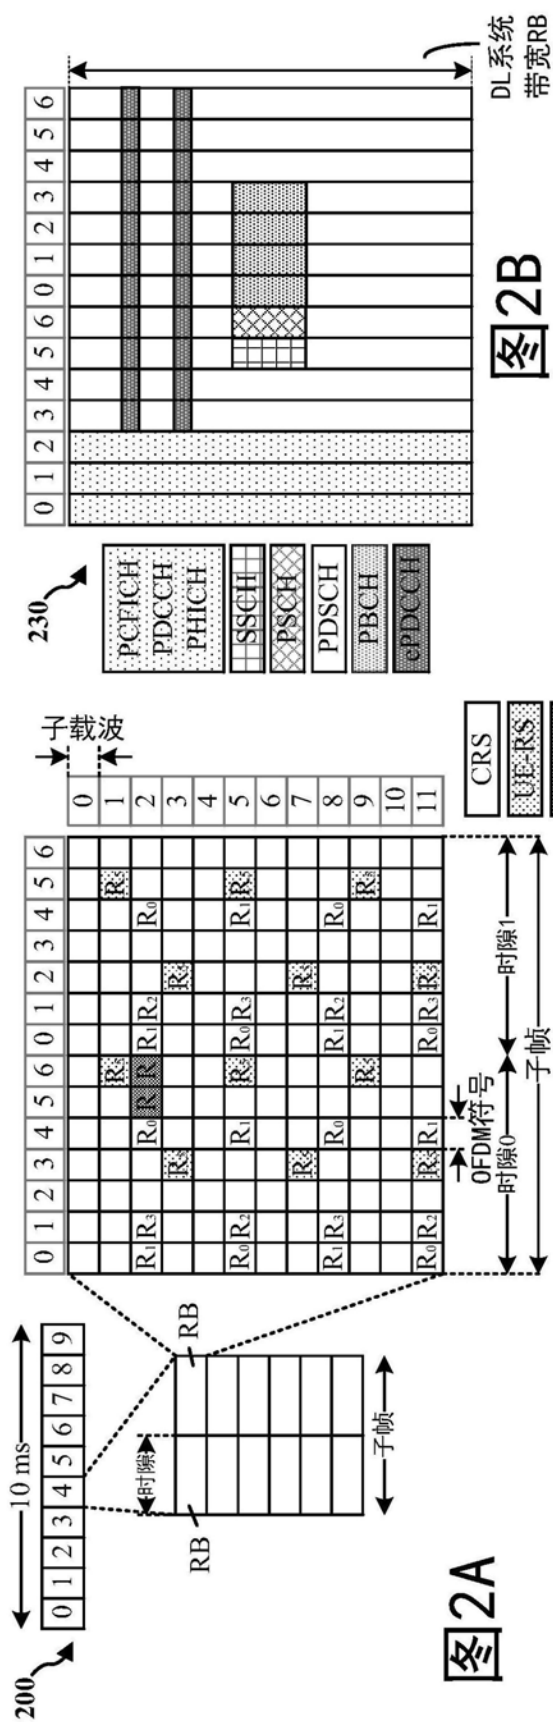 200
10 ms
0 1 2 3 4 5 6 7 8 9
时隙
RB
RB
子帧
0 1 2 3 4 5 6 0 1 2 3 4 5 6
子载波
0
R₅ R₅ 1
R₁ R₃ R₀ R R R₁ R₂ R₀ 2
R₅ R₅ 3
4
R₀ R₂ R₁ R₅ R₀ R₃ R₁ R₅ 5
6
R₅ R₅ 7
R₁ R₃ R₀ R₁ R₂ R₀ 8
R₅ R₅ 9
10
R₀ R₂ R₅ R₁ R₀ R₃ R₅ R₁ 11
OFDM符号
时隙0
时隙1
子帧
CRS
UE-RS
图2A
230
PCFICH
PDCCH
PHICH
SSCH
PSCH
PDSCH
PBCH
ePDCCH
0 1 2 3 4 5 6 0 1 2 3 4 5 6
DL系统
带宽RB
图2B